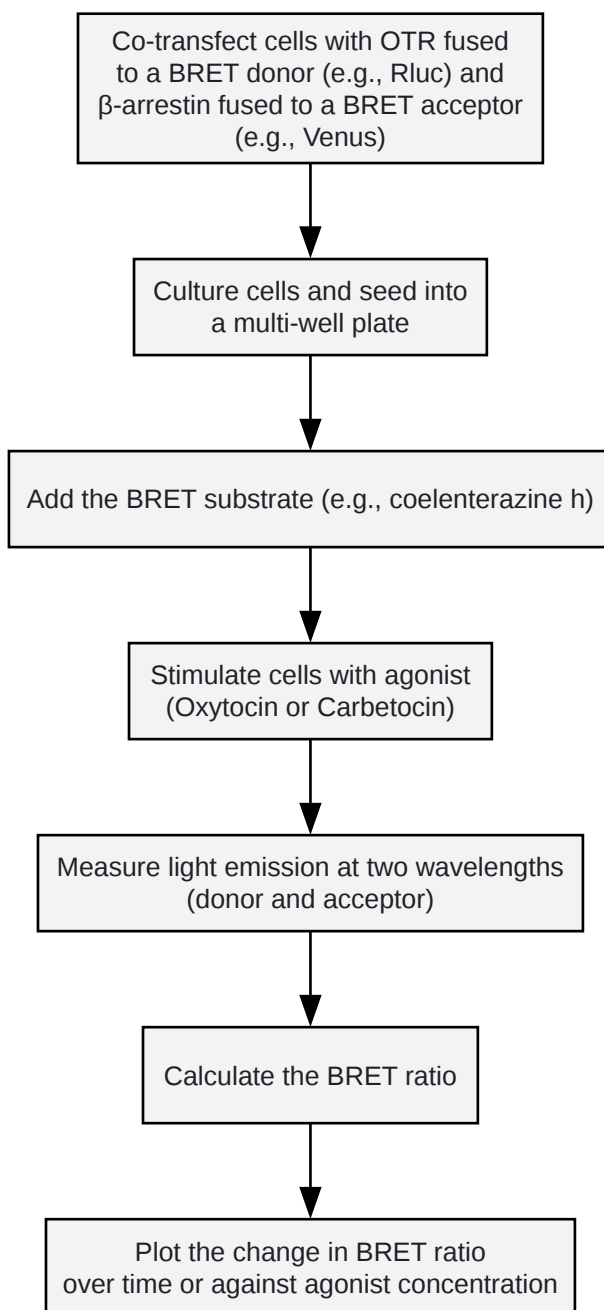 Co-transfect cells with OTR fused
to a BRET donor (e.g., Rluc) and
β-arrestin fused to a BRET acceptor
(e.g., Venus)
Culture cells and seed into
a multi-well plate
Add the BRET substrate (e.g., coelenterazine h)
Stimulate cells with agonist
(Oxytocin or Carbetocin)
Measure light emission at two wavelengths
(donor and acceptor)
Calculate the BRET ratio
Plot the change in BRET ratio
over time or against agonist concentration